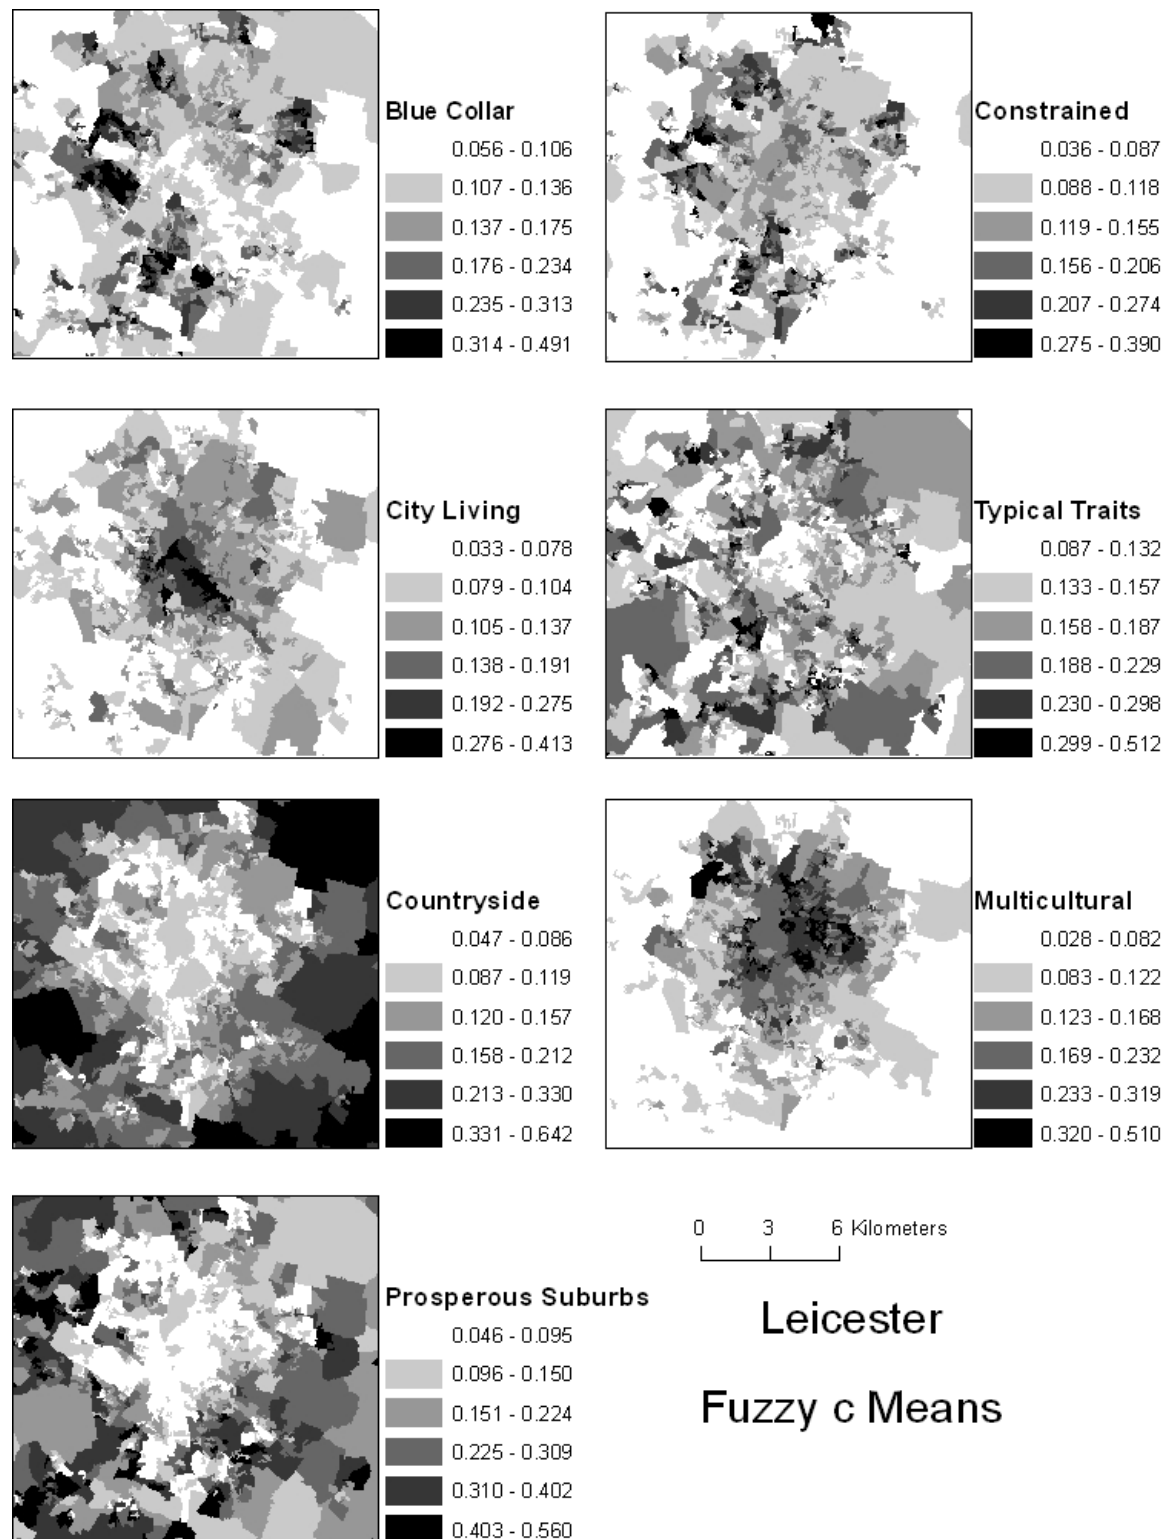 Blue Collar
0.056 - 0.106
0.107 - 0.136
0.137 - 0.175
0.176 - 0.234
0.235 - 0.313
0.314 - 0.491
Constrained
0.036 - 0.087
0.088 - 0.118
0.119 - 0.155
0.156 - 0.206
0.207 - 0.274
0.275 - 0.390
City Living
0.033 - 0.078
0.079 - 0.104
0.105 - 0.137
0.138 - 0.191
0.192 - 0.275
0.276 - 0.413
Typical Traits
0.087 - 0.132
0.133 - 0.157
0.158 - 0.187
0.188 - 0.229
0.230 - 0.298
0.299 - 0.512
Countryside
0.047 - 0.086
0.087 - 0.119
0.120 - 0.157
0.158 - 0.212
0.213 - 0.330
0.331 - 0.642
Multicultural
0.028 - 0.082
0.083 - 0.122
0.123 - 0.168
0.169 - 0.232
0.233 - 0.319
0.320 - 0.510
Prosperous Suburbs
0.046 - 0.095
0.096 - 0.150
0.151 - 0.224
0.225 - 0.309
0.310 - 0.402
0.403 - 0.560
0 3 6 Kilometers
Leicester
Fuzzy c Means